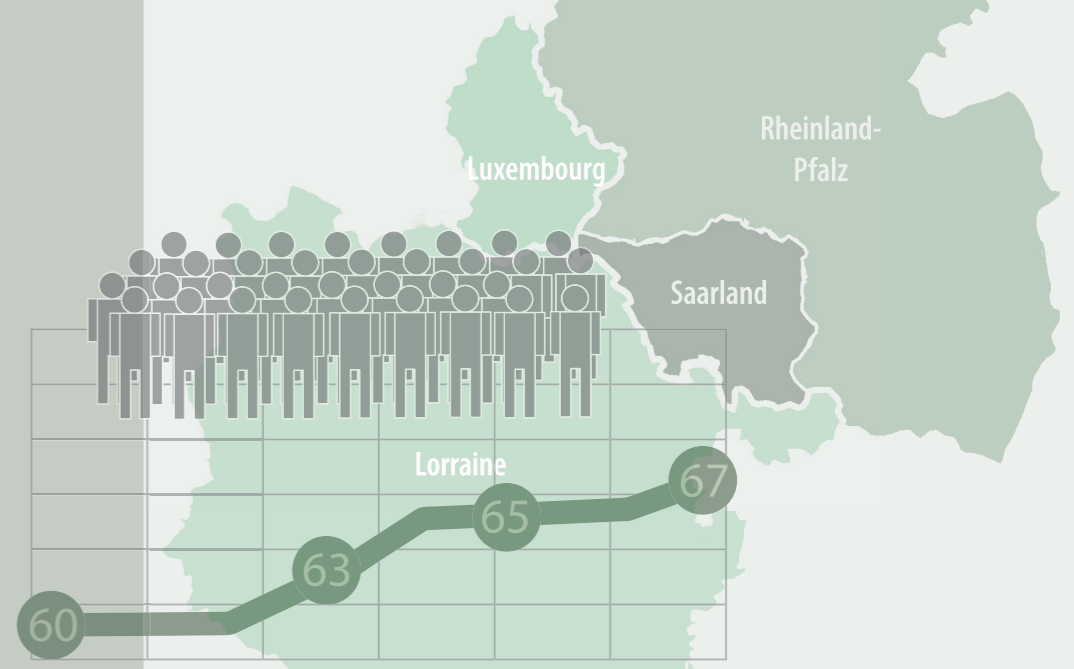 Rheinland-
Pfalz
Luxembourg
Saarland
Lorraine
67
65
63
60